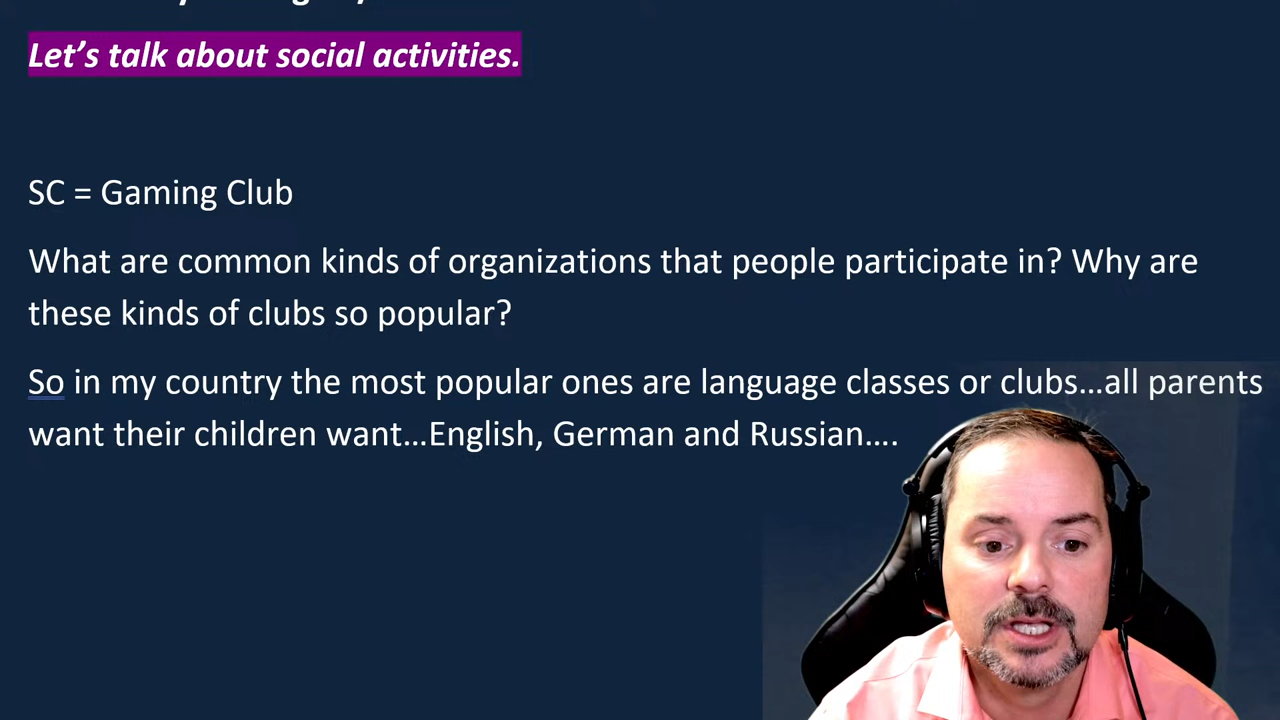 Let's talk about social activities.
SC = Gaming Club
What are common kinds of organizations that people participate in? Why are
these kinds of clubs so popular?
So in my country the most popular ones are language classes or clubs...all parents
want their children want...English, German and Russian....